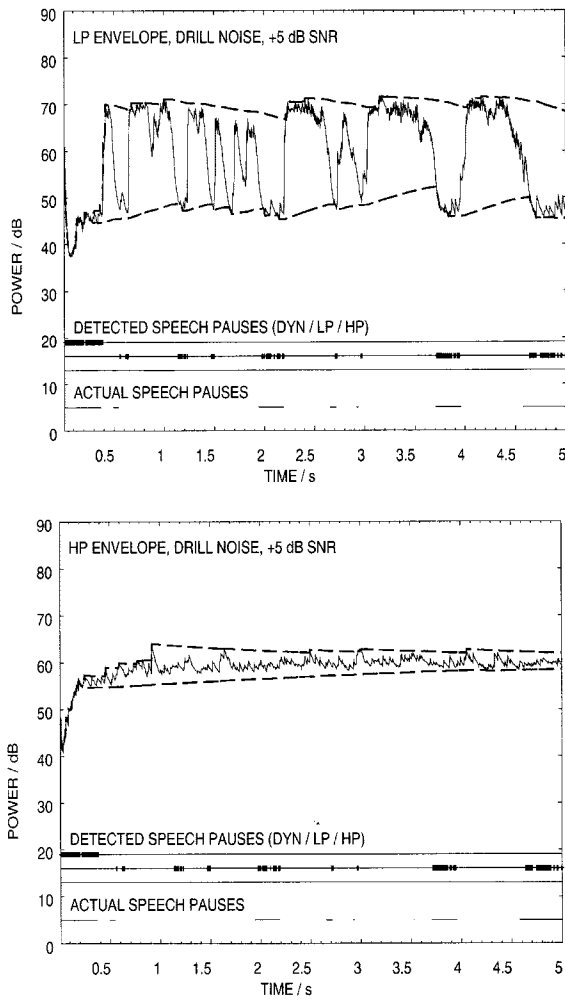 90
LP ENVELOPE, DRILL NOISE, +5 dB SNR
80
70
60
50
40
30
DETECTED SPEECH PAUSES (DYN / LP / HP)
20
ACTUAL SPEECH PAUSES
10
0
POWER / dB
0.5 1 1.5 2 2.5 3 3.5 4 4.5 5
TIME / s
90
HP ENVELOPE, DRILL NOISE, +5 dB SNR
80
70
60
50
40
30
DETECTED SPEECH PAUSES (DYN / LP / HP)
20
ACTUAL SPEECH PAUSES
10
0
POWER / dB
0.5 1 1.5 2 2.5 3 3.5 4 4.5 5
TIME / s